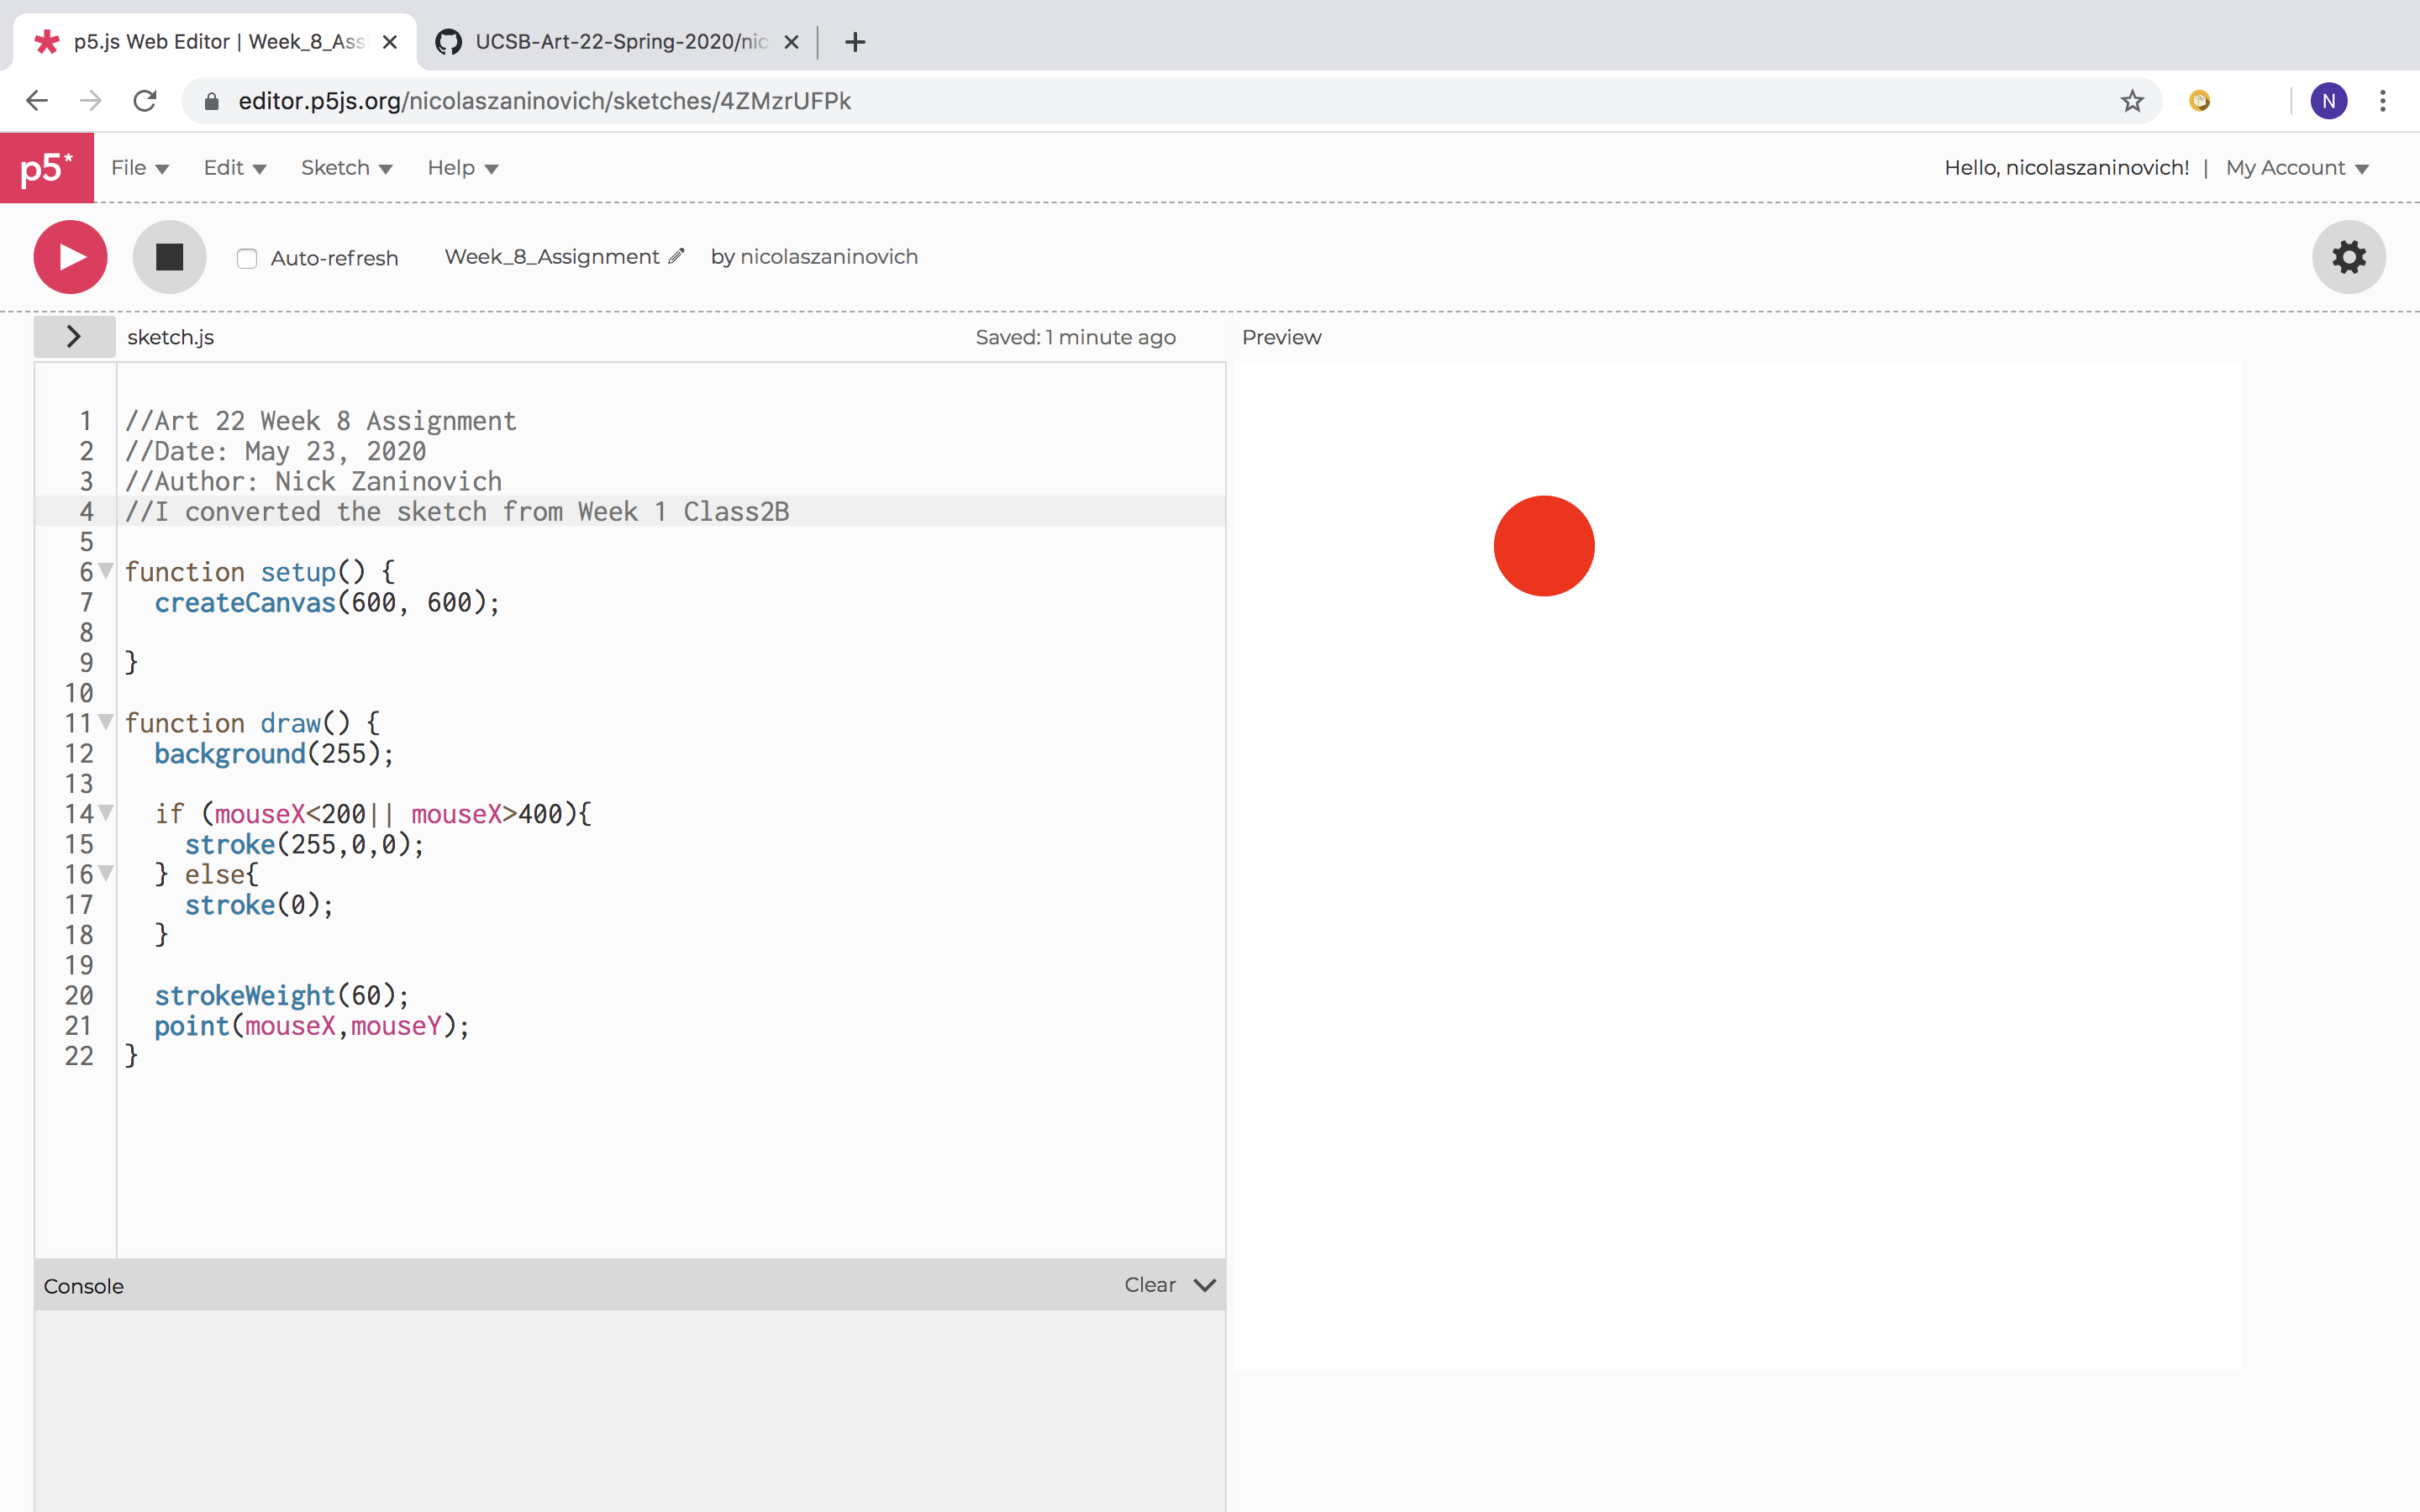 p5.js Web Editor | Week_8_Ass
UCSB-Art-22-Spring-2020/nic
editor.p5js.org/nicolaszaninovich/sketches/4ZMzrUFPk
N
p5*
File Edit Sketch Help
Hello, nicolaszaninovich! | My Account
Auto-refresh Week_8_Assignment by nicolaszaninovich
sketch.js Saved: 1 minute ago Preview
1 //Art 22 Week 8 Assignment
2 //Date: May 23, 2020
3 //Author: Nick Zaninovich
4 //I converted the sketch from Week 1 Class2B
5
6 function setup() {
7 createCanvas(600, 600);
8
9 }
10
11 function draw() {
12 background(255);
13
14 if (mouseX<200|| mouseX>400){
15 stroke(255,0,0);
16 } else{
17 stroke(0);
18 }
19
20 strokeWeight(60);
21 point(mouseX,mouseY);
22 }
Console Clear